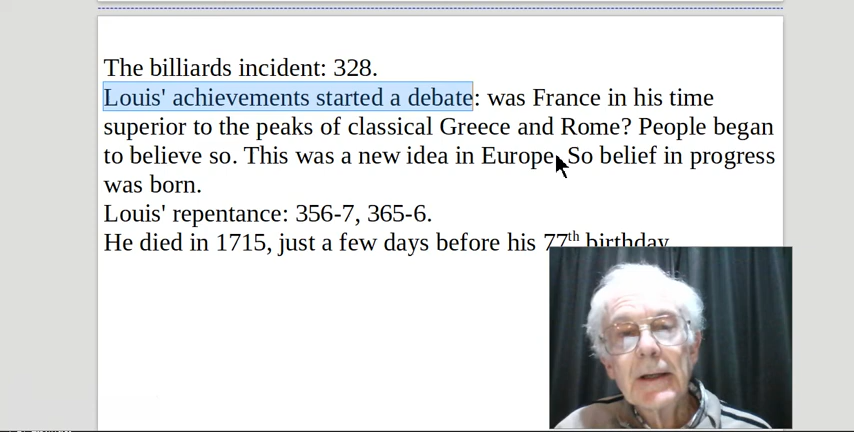 The billiards incident: 328.
Louis' achievements started a debate: was France in his time
superior to the peaks of classical Greece and Rome? People began
to believe so. This was a new idea in Europe. So belief in progress
was born.
Louis' repentance: 356-7, 365-6.
He died in 1715, just a few days before his 77th birthday